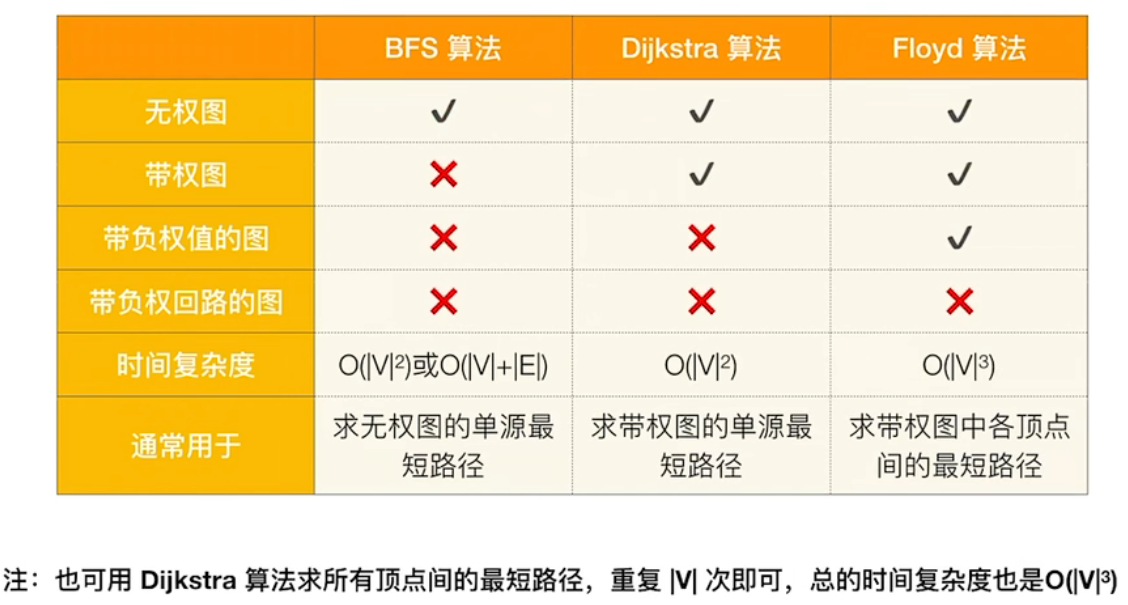 BFS 算法 Dijkstra 算法 Floyd 算法
无权图 ✓ ✓ ✓
带权图 ❌ ✓ ✓
带负权值的图 ❌ ❌ ✓
带负权回路的图 ❌ ❌ ❌
时间复杂度 O(|V|²)或O(|V|+|E|) O(|V|²) O(|V|³)
通常用于 求无权图的单源最短路径 求带权图的单源最短路径 求带权图中各顶点间的最短路径
注：也可用 Dijkstra 算法求所有顶点间的最短路径，重复 |V| 次即可，总的时间复杂度也是O(|V|³)